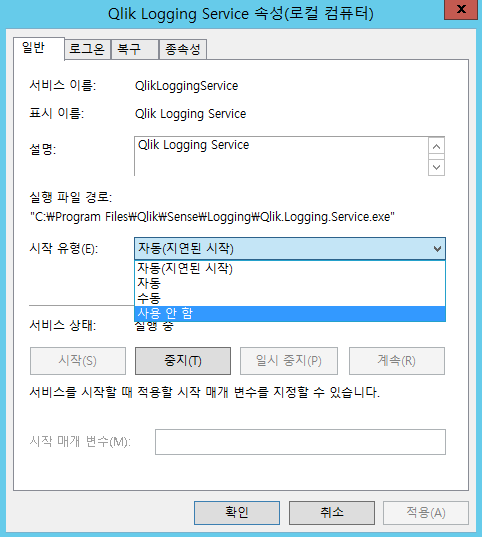 Qlik Logging Service 속성(로컬 컴퓨터)
x
일반 로그온 복구 종속성
서비스 이름: QlikLoggingService
표시 이름: Qlik Logging Service
설명: Qlik Logging Service
실행 파일 경로:
"C:₩Program Files₩Qlik₩Sense₩Logging₩Qlik.Logging.Service.exe"
시작 유형(E): 자동(지연된 시작)
자동(지연된 시작)
자동
수동
사용 안 함
서비스 상태: 실행 중
시작(S) 중지(T) 일시 중지(P) 계속(R)
서비스를 시작할 때 적용할 시작 매개 변수를 지정할 수 있습니다.
시작 매개 변수(M):
확인 취소 적용(A)